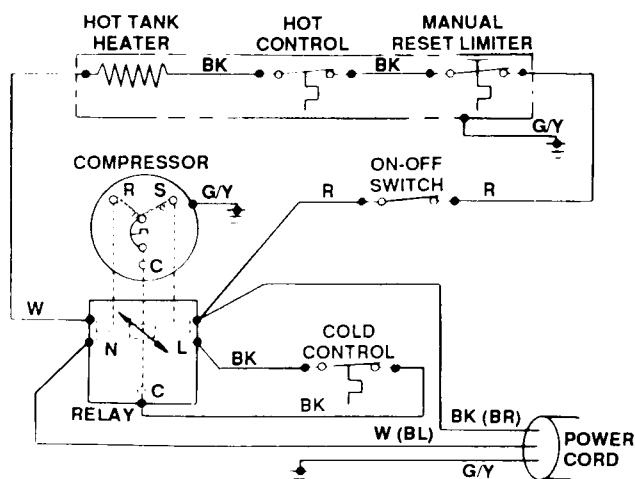 HOT TANK
HEATER
HOT
CONTROL
MANUAL
RESET LIMITER
BK
BK
G/Y
COMPRESSOR
R S
G/Y
ON-OFF
SWITCH
R
R
C
W
N L
COLD
CONTROL
BK
C
RELAY
BK
BK (BR)
W (BL)
POWER
CORD
G/Y